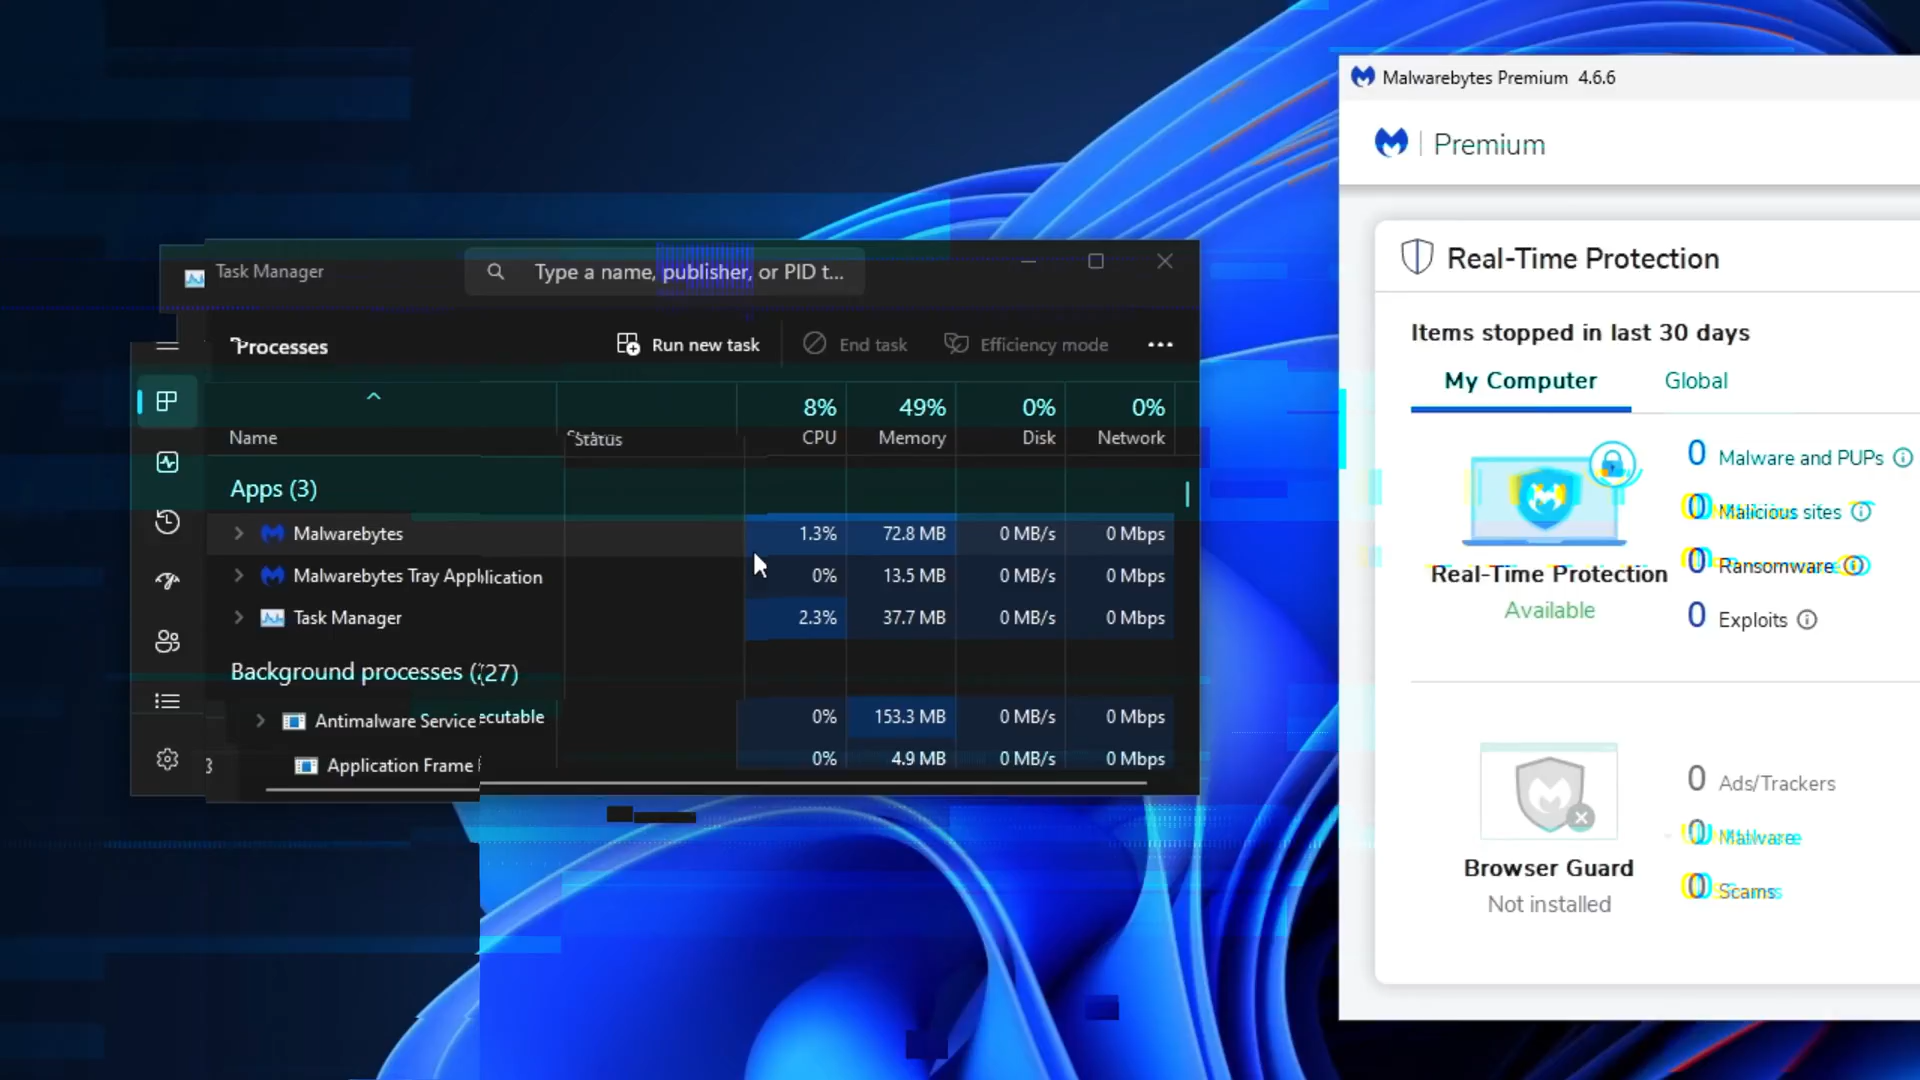 Task Manager
Type a name, publisher, or PID t...
Processes
Run new task
End task
Efficiency mode
8% 49% 0% 0%
Name Status CPU Memory Disk Network
Apps (3)
Malwarebytes 1.3% 72.8 MB 0 MB/s 0 Mbps
Malwarebytes Tray Application 0% 13.5 MB 0 MB/s 0 Mbps
Task Manager 2.3% 37.7 MB 0 MB/s 0 Mbps
Background processes
Antimalware Service 0% 153.3 MB 0 MB/s 0 Mbps
Application Frame 0% 4.9 MB 0 MB/s 0 Mbps
Malwarebytes Premium 4.6.6
Premium
Real-Time Protection
Items stopped in last 30 days
My Computer Global
0 Malware and PUPs
0 Malicious sites
0 Ransomware
0 Exploits
Real-Time Protection
Available
0 Ads/Trackers
0 Malware
0 Scams
Browser Guard
Not installed